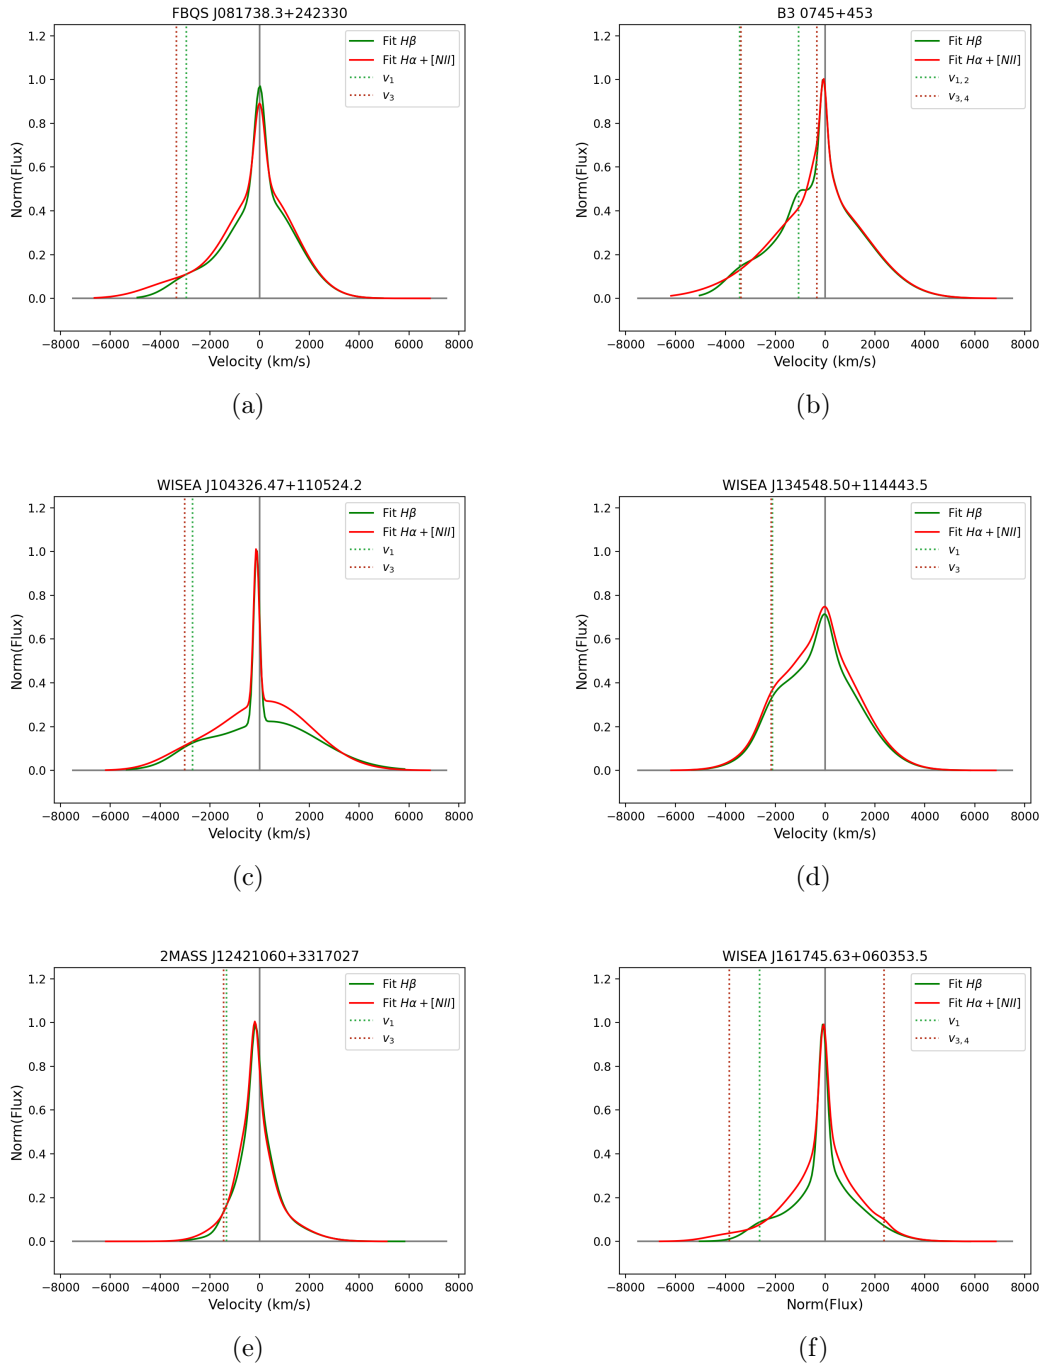 FBQS J081738.3+242330
1.2
1.0
0.8
0.6
0.4
0.2
0.0
Norm(Flux)
Fit Hβ
Fit Hα + [NII]
v₁
v₃
−8000 −6000 −4000 −2000 0 2000 4000 6000 8000
Velocity (km/s)
(a)
B3 0745+453
1.2
1.0
0.8
0.6
0.4
0.2
0.0
Norm(Flux)
Fit Hβ
Fit Hα + [NII]
v₁,₂
v₃,₄
−8000 −6000 −4000 −2000 0 2000 4000 6000 8000
Velocity (km/s)
(b)
WISEA J104326.47+110524.2
1.2
1.0
0.8
0.6
0.4
0.2
0.0
Norm(Flux)
Fit Hβ
Fit Hα + [NII]
v₁
v₃
−8000 −6000 −4000 −2000 0 2000 4000 6000 8000
Velocity (km/s)
(c)
WISEA J134548.50+114443.5
1.2
1.0
0.8
0.6
0.4
0.2
0.0
Norm(Flux)
Fit Hβ
Fit Hα + [NII]
v₁
v₃
−8000 −6000 −4000 −2000 0 2000 4000 6000 8000
Velocity (km/s)
(d)
2MASS J12421060+3317027
1.2
1.0
0.8
0.6
0.4
0.2
0.0
Norm(Flux)
Fit Hβ
Fit Hα + [NII]
v₁
v₃
−8000 −6000 −4000 −2000 0 2000 4000 6000 8000
Velocity (km/s)
(e)
WISEA J161745.63+060353.5
1.2
1.0
0.8
0.6
0.4
0.2
0.0
Norm(Flux)
Fit Hβ
Fit Hα + [NII]
v₁
v₃,₄
−8000 −6000 −4000 −2000 0 2000 4000 6000 8000
Norm(Flux)
(f)